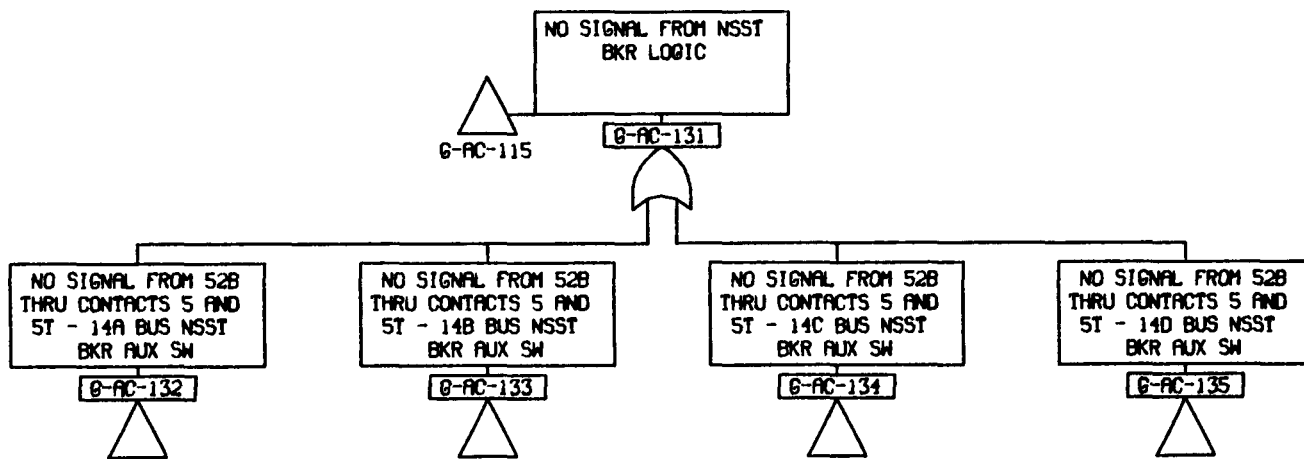 NO SIGNAL FROM NSST
BKR LOGIC
G-AC-131
G-AC-115
NO SIGNAL FROM 52B
THRU CONTACTS 5 AND
5T - 14A BUS NSST
BKR AUX SW
G-AC-132
NO SIGNAL FROM 52B
THRU CONTACTS 5 AND
5T - 14B BUS NSST
BKR AUX SW
G-AC-133
NO SIGNAL FROM 52B
THRU CONTACTS 5 AND
5T - 14C BUS NSST
BKR AUX SW
G-AC-134
NO SIGNAL FROM 52B
THRU CONTACTS 5 AND
5T - 14D BUS NSST
BKR AUX SW
G-AC-135